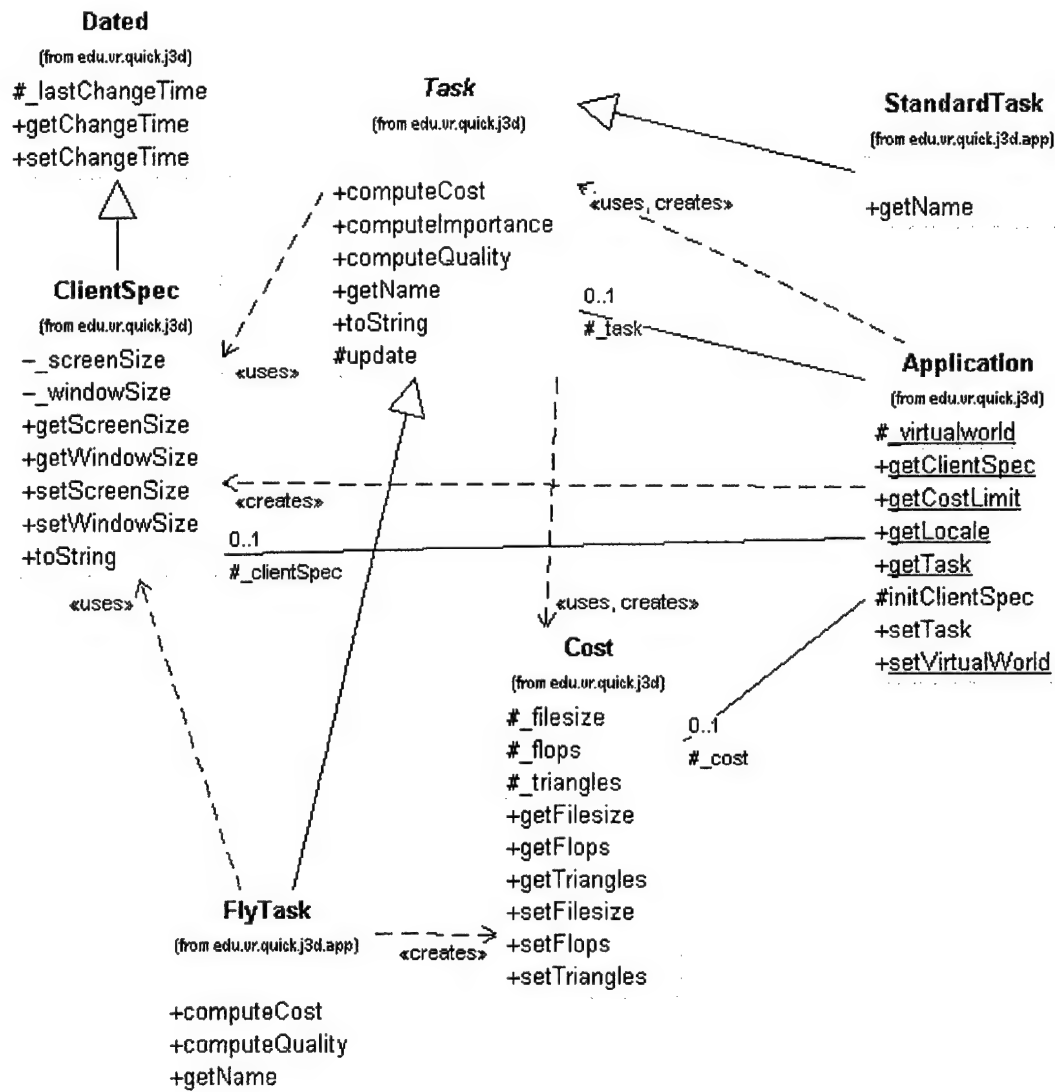 Dated
(from edu.vr.quick.j3d)
#_lastChangeTime
+getChangeTime
+setChangeTime
Task
(from edu.vr.quick.j3d)
+computeCost
+computeImportance
+computeQuality
+getName
+toString
#update
StandardTask
(from edu.vr.quick.j3d.app)
+getName
«uses, creates»
0..1
#_task
ClientSpec
(from edu.vr.quick.j3d)
–_screenSize
–_windowSize
+getScreenSize
+getWindowSize
+setScreenSize
+setWindowSize
+toString
«uses»
Application
(from edu.vr.quick.j3d)
#_virtualworld
+getClientSpec
+getCostLimit
+getLocale
+getTask
#initClientSpec
+setTask
+setVirtualWorld
«creates»
0..1
#_clientSpec
«uses»
«uses, creates»
Cost
(from edu.vr.quick.j3d)
#_filesize
#_flops
#_triangles
+getFilesize
+getFlops
+getTriangles
+setFilesize
+setFlops
+setTriangles
0..1
#_cost
FlyTask
(from edu.vr.quick.j3d.app)
«creates»
+computeCost
+computeQuality
+getName